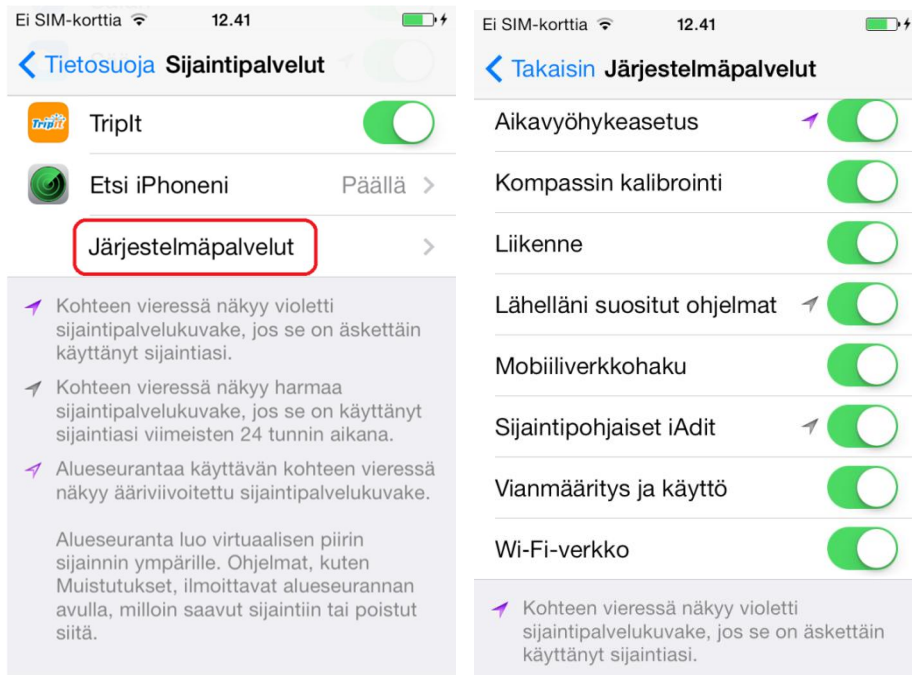 Ei SIM-korttia 12.41
Tietosuoja Sijaintipalvelut
TripIt
TripIt
Etsi iPhoneni Päällä
Järjestelmäpalvelut
Kohteen vieressä näkyy violetti
sijaintipalvelukuvake, jos se on äskettäin
käyttänyt sijaintiasi.
Kohteen vieressä näkyy harmaa
sijaintipalvelukuvake, jos se on käyttänyt
sijaintiasi viimeisten 24 tunnin aikana.
Alueseurantaa käyttävän kohteen vieressä
näkyy ääriviivoitettu sijaintipalvelukuvake.
Alueseuranta luo virtuaalisen piirin
sijainnin ympärille. Ohjelmat, kuten
Muistutukset, ilmoittavat alueseurannan
avulla, milloin saavut sijaintiin tai poistut
siitä.
Ei SIM-korttia 12.41
Takaisin Järjestelmäpalvelut
Aikavyöhykeasetus
Kompassin kalibrointi
Liikenne
Lähelläni suositut ohjelmat
Mobiiliverkkohaku
Sijaintipohjaiset iAdit
Vianmääritys ja käyttö
Wi-Fi-verkko
Kohteen vieressä näkyy violetti
sijaintipalvelukuvake, jos se on äskettäin
käyttänyt sijaintiasi.